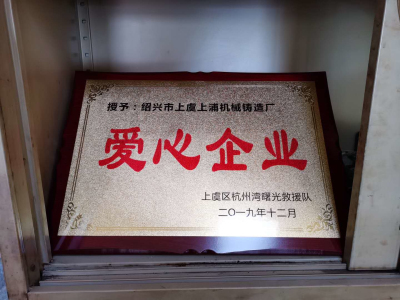 授予：绍兴市上虞上浦机械铸造厂
爱心企业
上虞区杭州湾曙光救援队
二〇一九年十二月